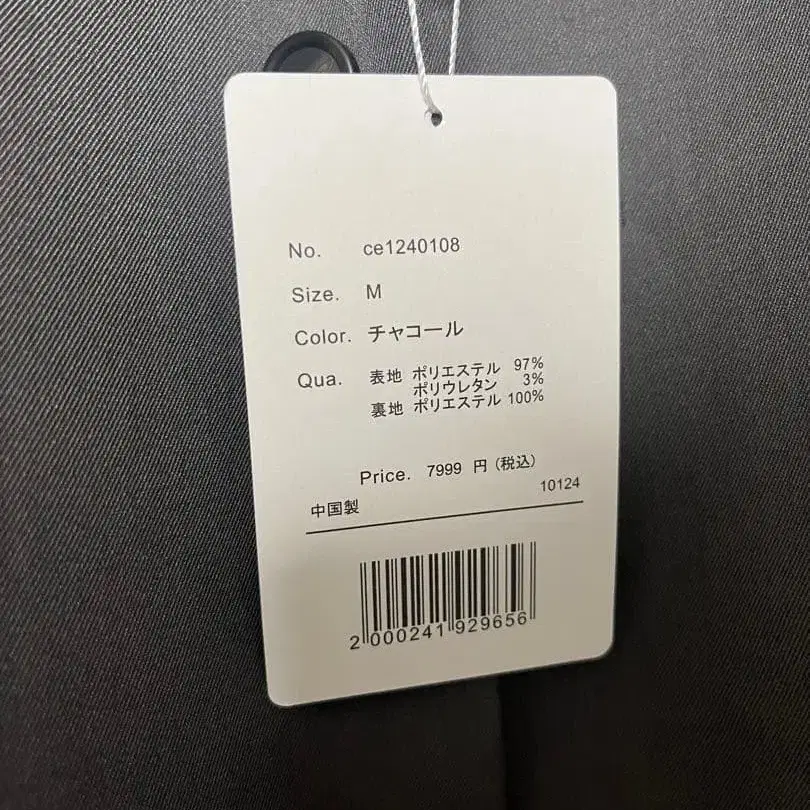 No. ce1240108
Size. M
Color. チャコール
Qua. 表地 ポリエステル 97%
ポリウレタン 3%
裏地 ポリエステル 100%
Price. 7999 円 (税込)
中国製 10124
2 000241 929656